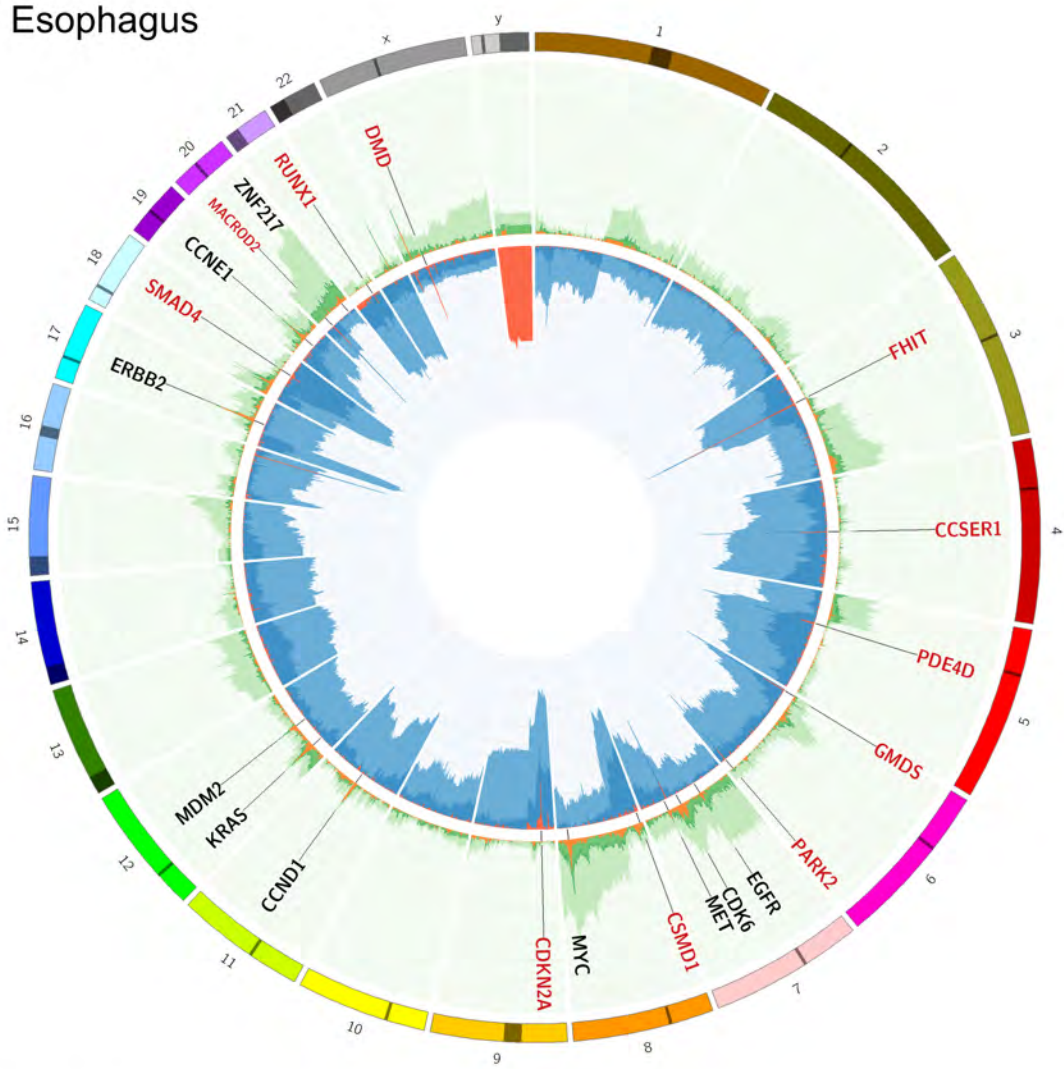 Esophagus
1
2
3
4
5
6
7
8
9
10
11
12
13
14
15
16
17
18
19
20
21
22
x
y
FHIT
CCSER1
PDE4D
GMDS
PARK2
EGFR
CDK6
MET
CSMD1
MYC
CDKN2A
CCND1
KRAS
MDM2
ERBB2
SMAD4
CCNE1
MACROD2
ZNF217
RUNX1
DMD